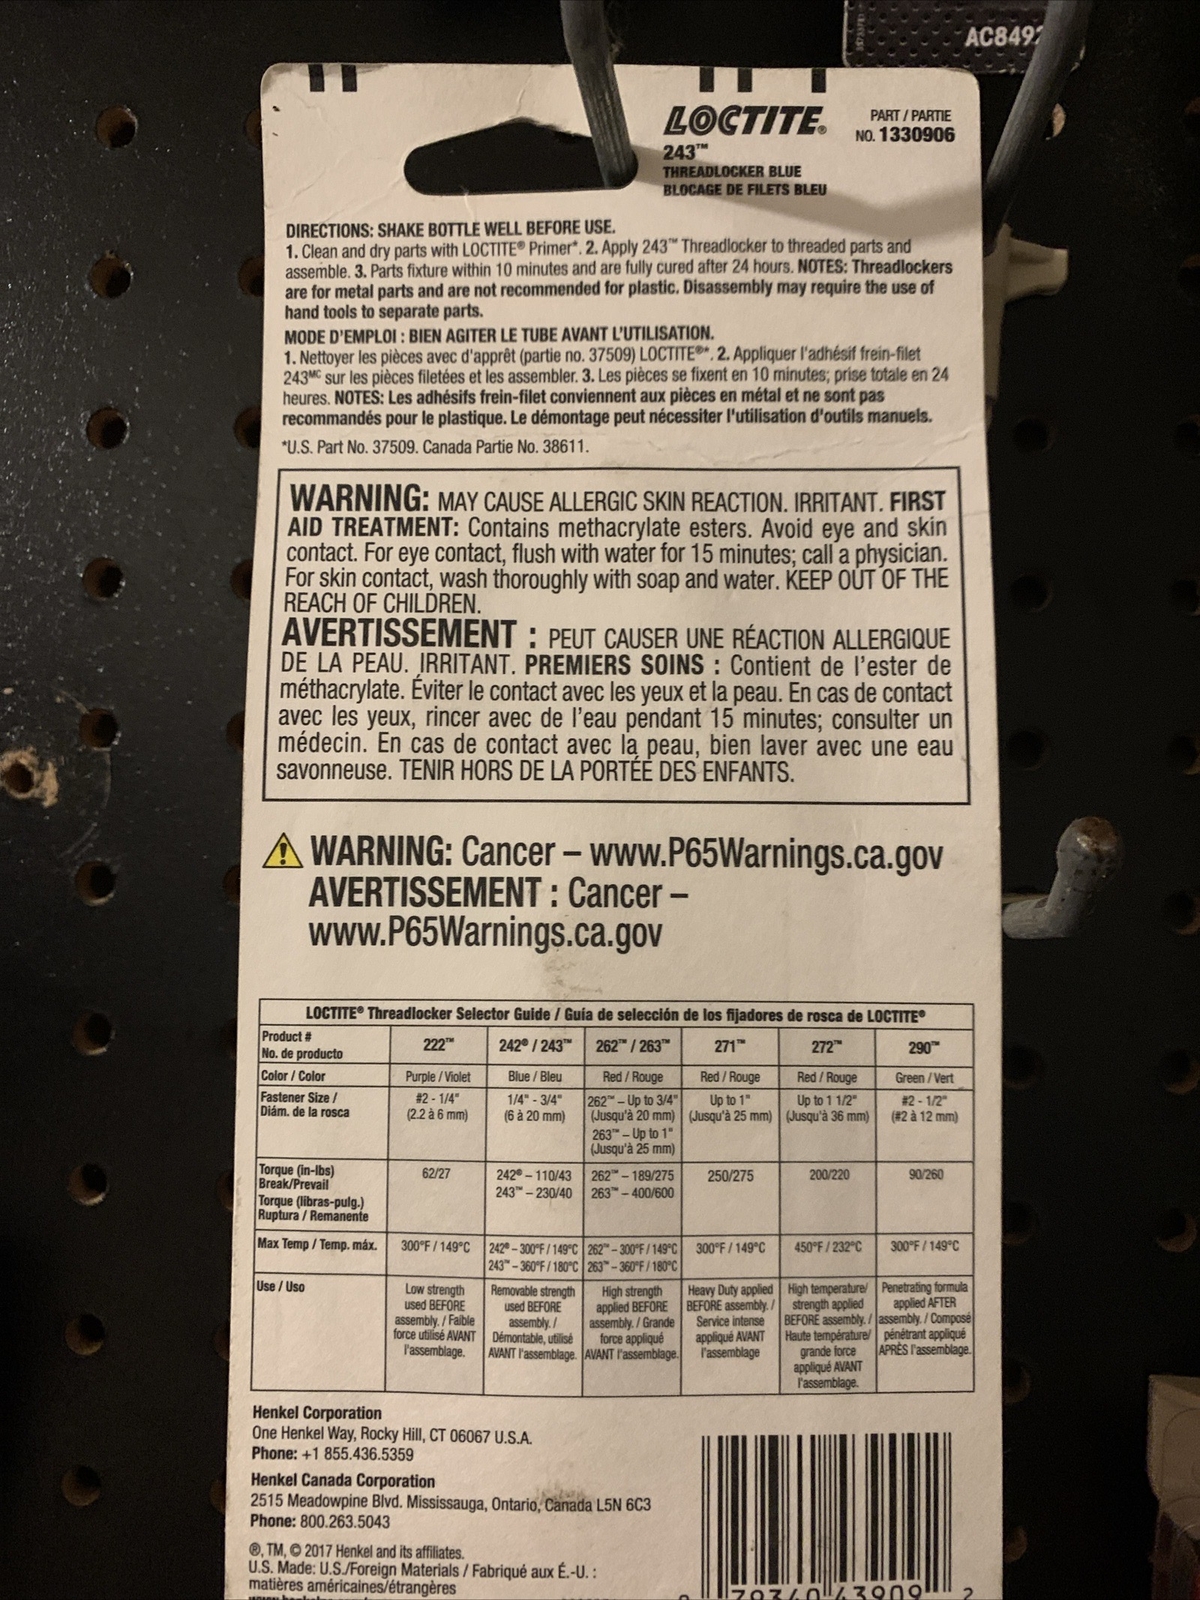 AC849
LOCTITE®
PART / PARTIE
NO. 1330906
243™
THREADLOCKER BLUE
BLOCAGE DE FILETS BLEU
DIRECTIONS: SHAKE BOTTLE WELL BEFORE USE.
1. Clean and dry parts with LOCTITE® Primer*. 2. Apply 243™ Threadlocker to threaded parts and
assemble. 3. Parts fixture within 10 minutes and are fully cured after 24 hours. NOTES: Threadlockers
are for metal parts and are not recommended for plastic. Disassembly may require the use of
hand tools to separate parts.
MODE D'EMPLOI : BIEN AGITER LE TUBE AVANT L'UTILISATION.
1. Nettoyer les pièces avec d'apprêt (partie no. 37509) LOCTITE®*. 2. Appliquer l'adhésif frein-filet
243ᴹᶜ sur les pièces filetées et les assembler. 3. Les pièces se fixent en 10 minutes; prise totale en 24
heures. NOTES: Les adhésifs frein-filet conviennent aux pièces en métal et ne sont pas
recommandés pour le plastique. Le démontage peut nécessiter l'utilisation d'outils manuels.
*U.S. Part No. 37509. Canada Partie No. 38611.
WARNING: MAY CAUSE ALLERGIC SKIN REACTION. IRRITANT. FIRST
AID TREATMENT: Contains methacrylate esters. Avoid eye and skin
contact. For eye contact, flush with water for 15 minutes; call a physician.
For skin contact, wash thoroughly with soap and water. KEEP OUT OF THE
REACH OF CHILDREN.
AVERTISSEMENT : PEUT CAUSER UNE RÉACTION ALLERGIQUE
DE LA PEAU. IRRITANT. PREMIERS SOINS : Contient de l'ester de
méthacrylate. Éviter le contact avec les yeux et la peau. En cas de contact
avec les yeux, rincer avec de l'eau pendant 15 minutes; consulter un
médecin. En cas de contact avec la peau, bien laver avec une eau
savonneuse. TENIR HORS DE LA PORTÉE DES ENFANTS.
WARNING: Cancer – www.P65Warnings.ca.gov
AVERTISSEMENT : Cancer –
www.P65Warnings.ca.gov
LOCTITE® Threadlocker Selector Guide / Guía de selección de los fijadores de rosca de LOCTITE®
Product #
No. de producto
222™
242® / 243™
262™ / 263™
271™
272™
290™
Color / Color
Purple / Violet
Blue / Bleu
Red / Rouge
Red / Rouge
Red / Rouge
Green / Vert
Fastener Size /
Diám. de la rosca
#2 - 1/4"
(2.2 à 6 mm)
1/4" - 3/4"
(6 à 20 mm)
262™ – Up to 3/4"
(Jusqu'à 20 mm)
263™ – Up to 1"
(Jusqu'à 25 mm)
Up to 1"
(Jusqu'à 25 mm)
Up to 1 1/2"
(Jusqu'à 36 mm)
#2 - 1/2"
(#2 à 12 mm)
Torque (in-lbs)
Break/Prevail
Torque (libras-pulg.)
Ruptura / Remanente
62/27
242® – 110/43
243™ – 230/40
262™ – 189/275
263™ – 400/600
250/275
200/220
90/260
Max Temp / Temp. máx.
300°F / 149°C
242® – 300°F / 149°C
243™ – 360°F / 180°C
262™ – 300°F / 149°C
263™ – 360°F / 180°C
300°F / 149°C
450°F / 232°C
300°F / 149°C
Use / Uso
Low strength
used BEFORE
assembly. / Faible
force utilisé AVANT
l'assemblage.
Removable strength
used BEFORE
assembly. /
Démontable, utilisé
AVANT l'assemblage.
High strength
applied BEFORE
assembly. / Grande
force appliqué
AVANT l'assemblage.
Heavy Duty applied
BEFORE assembly. /
Service intense
appliqué AVANT
l'assemblage
High temperature/
strength applied
BEFORE assembly. /
Haute température/
grande force
appliqué AVANT
l'assemblage.
Penetrating formula
applied AFTER
assembly. / Composé
pénétrant appliqué
APRÈS l'assemblage.
Henkel Corporation
One Henkel Way, Rocky Hill, CT 06067 U.S.A.
Phone: +1 855.436.5359
Henkel Canada Corporation
2515 Meadowpine Blvd. Mississauga, Ontario, Canada L5N 6C3
Phone: 800.263.5043
®, TM, © 2017 Henkel and its affiliates.
U.S. Made: U.S./Foreign Materials / Fabriqué aux É.-U. :
matières américaines/étrangères
0 79340 43909 2